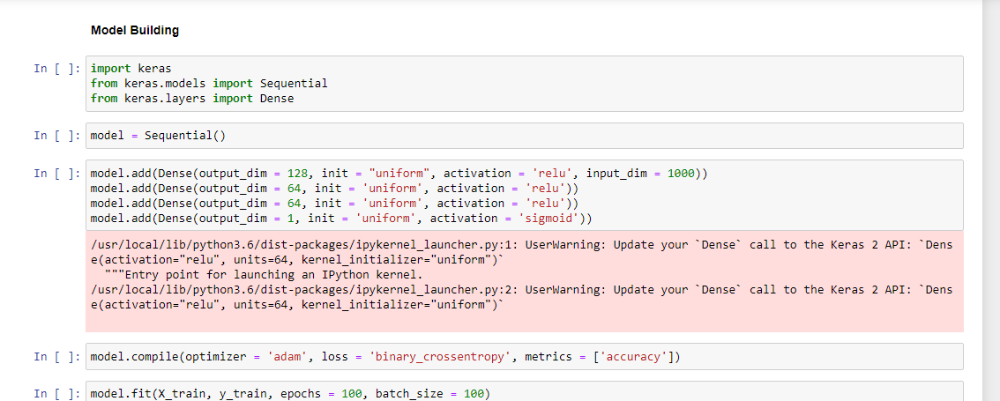 Model Building
In [ ]: import keras
from keras.models import Sequential
from keras.layers import Dense
In [ ]: model = Sequential()
In [ ]: model.add(Dense(output_dim = 128, init = "uniform", activation = 'relu', input_dim = 1000))
model.add(Dense(output_dim = 64, init = 'uniform', activation = 'relu'))
model.add(Dense(output_dim = 64, init = 'uniform', activation = 'relu'))
model.add(Dense(output_dim = 1, init = 'uniform', activation = 'sigmoid'))
/usr/local/lib/python3.6/dist-packages/ipykernel_launcher.py:1: UserWarning: Update your `Dense` call to the Keras 2 API: `Dens
e(activation="relu", units=64, kernel_initializer="uniform")`
"""Entry point for launching an IPython kernel.
/usr/local/lib/python3.6/dist-packages/ipykernel_launcher.py:2: UserWarning: Update your `Dense` call to the Keras 2 API: `Dens
e(activation="relu", units=64, kernel_initializer="uniform")`
In [ ]: model.compile(optimizer = 'adam', loss = 'binary_crossentropy', metrics = ['accuracy'])
In [ ]: model.fit(X_train, y_train, epochs = 100, batch_size = 100)